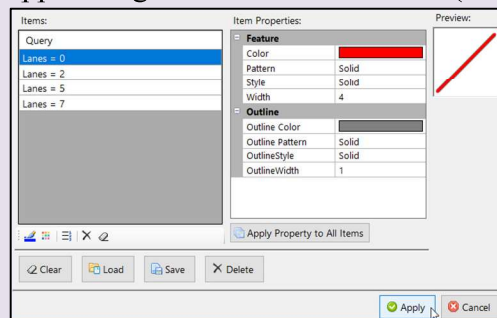 Items:
Item Properties:
Preview:
Query
Lanes = 0
Lanes = 2
Lanes = 5
Lanes = 7
Feature
Color
Pattern Solid
Style Solid
Width 4
Outline
Outline Color
Outline Pattern Solid
OutlineStyle Solid
OutlineWidth 1
Apply Property to All Items
Clear Load Save Delete
Apply Cancel